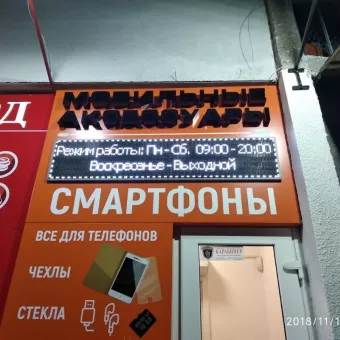 МОБИЛЬНЫЕ
АКСЕССУАРЫ
Режим работы: Пн - Сб, 09:00 - 20:00
Воскресенье - Выходной
СМАРТФОНЫ
ВСЕ ДЛЯ ТЕЛЕФОНОВ
ЧЕХЛЫ
СТЕКЛА
2018/11/1